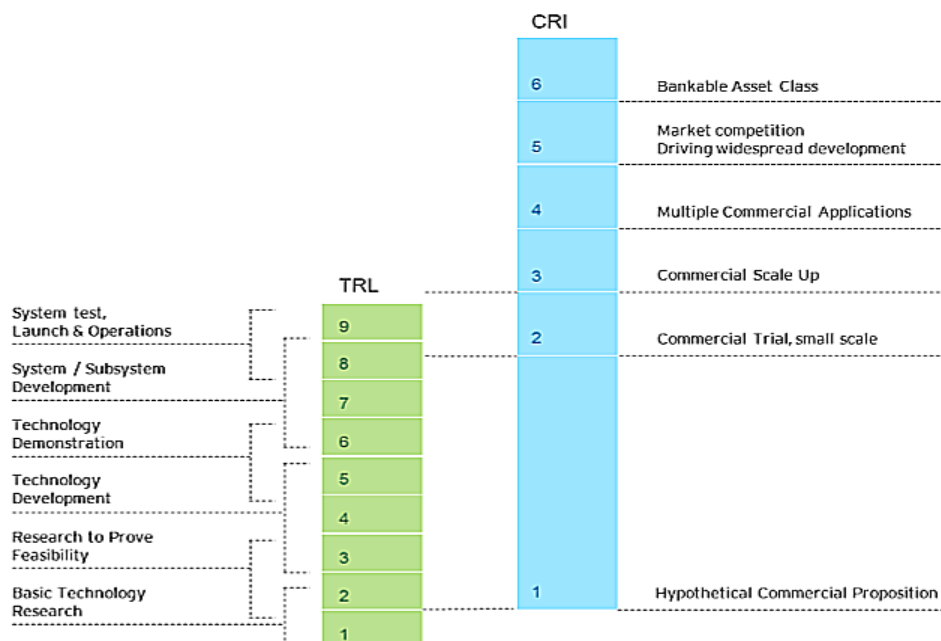 CRI
6
Bankable Asset Class
Market competition
5
Driving widespread development
4
Multiple Commercial Applications
3
Commercial Scale Up
TRL
System test,
Launch & Operations
9
2
Commercial Trial, small scale
8
System / Subsystem
Development
7
Technology
Demonstration
6
Technology
Development
5
4
Research to Prove
Feasibility
3
Basic Technology
Research
2
1
Hypothetical Commercial Proposition
1